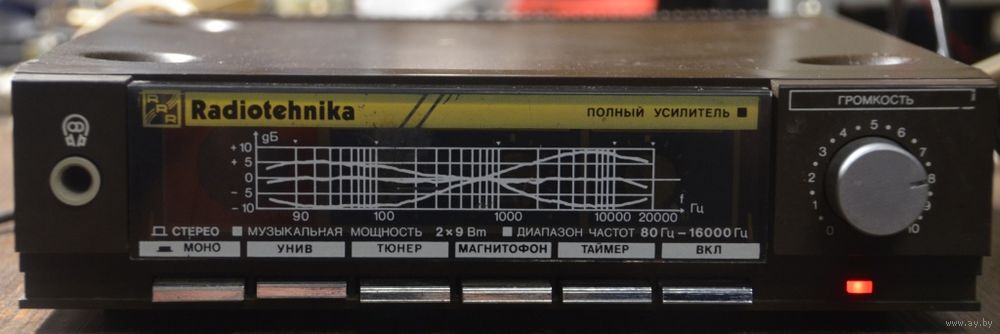 RRR Radiotehnika
ПОЛНЫЙ УСИЛИТЕЛЬ
ГРОМКОСТЬ
gБ
+10
+5
0
-5
-10
90 100 1000 10000 20000 f Гц
0 1 2 3 4 5 6 7 8 9 10
СТЕРЕО МУЗЫКАЛЬНАЯ МОЩНОСТЬ 2×9 Вт ДИАПАЗОН ЧАСТОТ 80 Гц – 16000 Гц
МОНО УНИВ ТЮНЕР МАГНИТОФОН ТАЙМЕР ВКЛ
www.ay.by